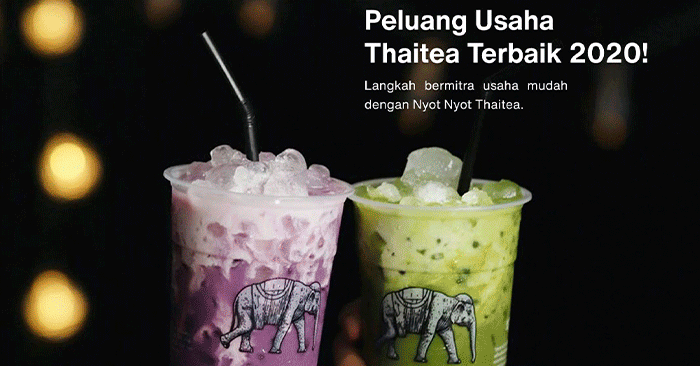 Peluang Usaha
Thaitea Terbaik 2020!
Langkah bermitra usaha mudah
dengan Nyot Nyot Thaitea.